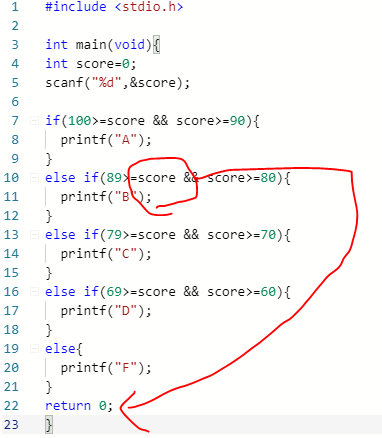 1 #include <stdio.h>
2
3 int main(void){
4 int score=0;
5 scanf("%d",&score);
6
7 if(100>=score && score>=90){
8 printf("A");
9 }
10 else if(89>=score && score>=80){
11 printf("B");
12 }
13 else if(79>=score && score>=70){
14 printf("C");
15 }
16 else if(69>=score && score>=60){
17 printf("D");
18 }
19 else{
20 printf("F");
21 }
22 return 0;
23 }